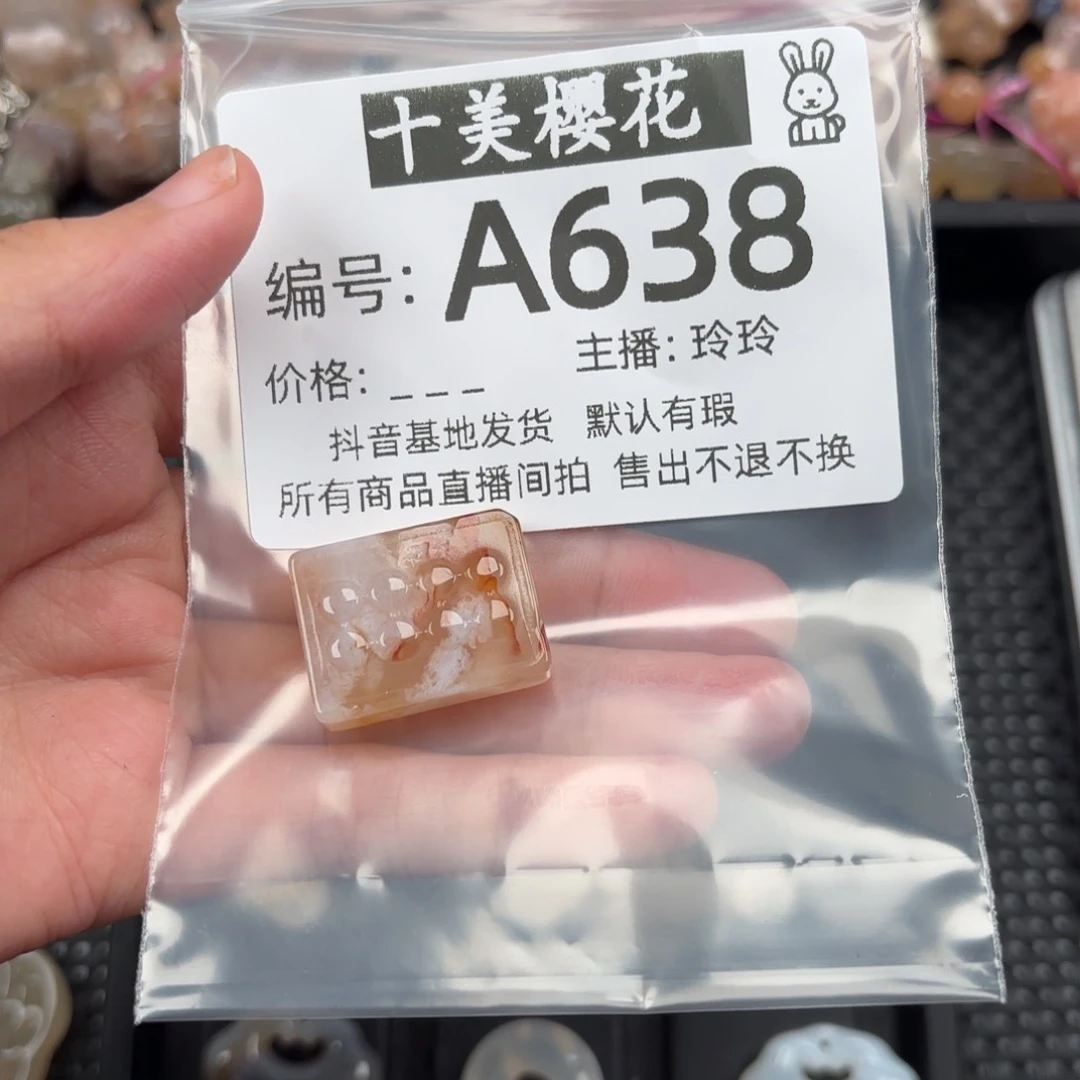 十美樱花
编号: A638
价格: _ _ _ 主播: 玲玲
抖音基地发货 默认有瑕
所有商品直播间拍 售出不退不换